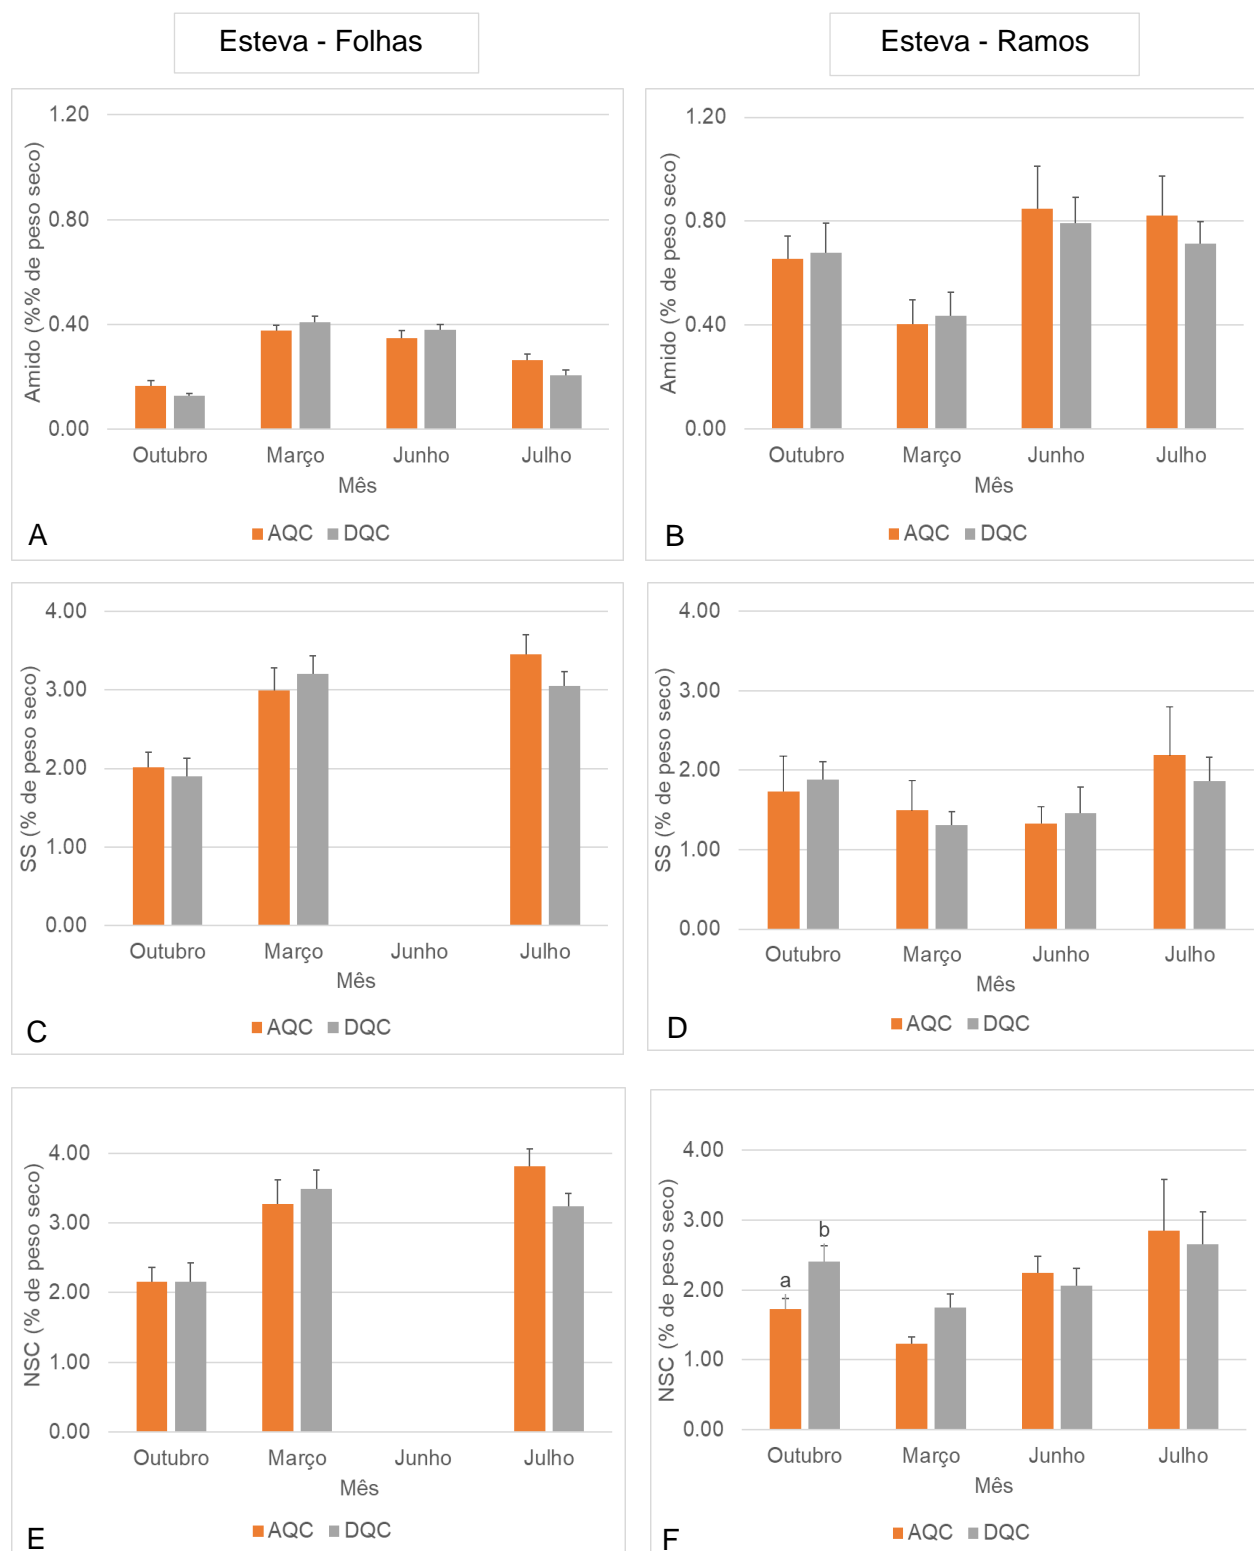 Esteva - Folhas
Esteva - Ramos
Amido (%% de peso seco)
1.20
0.80
0.40
0.00
Outubro Março Junho Julho
Mês
AQC DQC
A
Amido (% de peso seco)
1.20
0.80
0.40
0.00
Outubro Março Junho Julho
Mês
AQC DQC
B
SS (% de peso seco)
4.00
3.00
2.00
1.00
0.00
Outubro Março Junho Julho
Mês
AQC DQC
C
SS (% de peso seco)
4.00
3.00
2.00
1.00
0.00
Outubro Março Junho Julho
Mês
AQC DQC
D
NSC (% de peso seco)
4.00
3.00
2.00
1.00
0.00
Outubro Março Junho Julho
Mês
AQC DQC
E
NSC (% de peso seco)
4.00
3.00
2.00
1.00
0.00
a
b
Outubro Março Junho Julho
Mês
AQC DQC
F